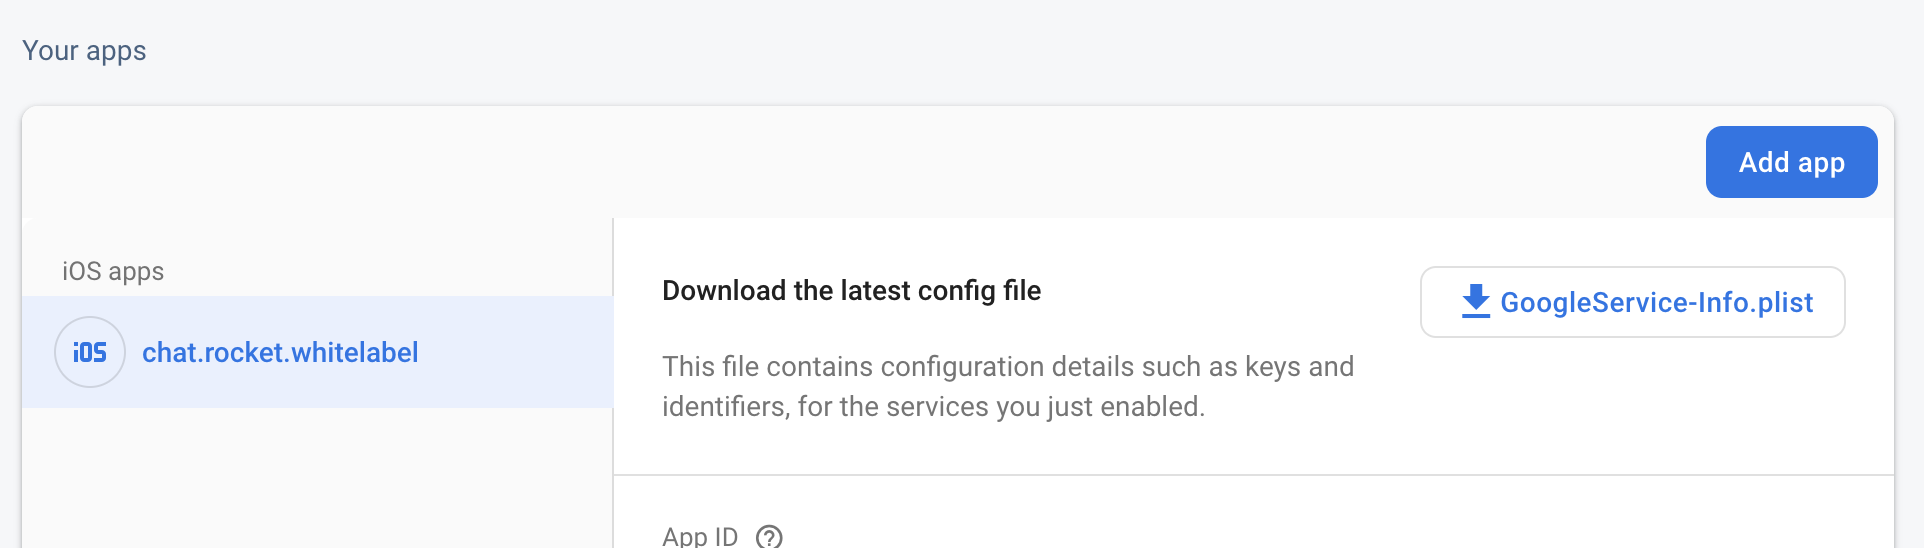 Your apps
Add app
iOS apps
iOS chat.rocket.whitelabel
Download the latest config file
GoogleService-Info.plist
This file contains configuration details such as keys and
identifiers, for the services you just enabled.
App ID ?